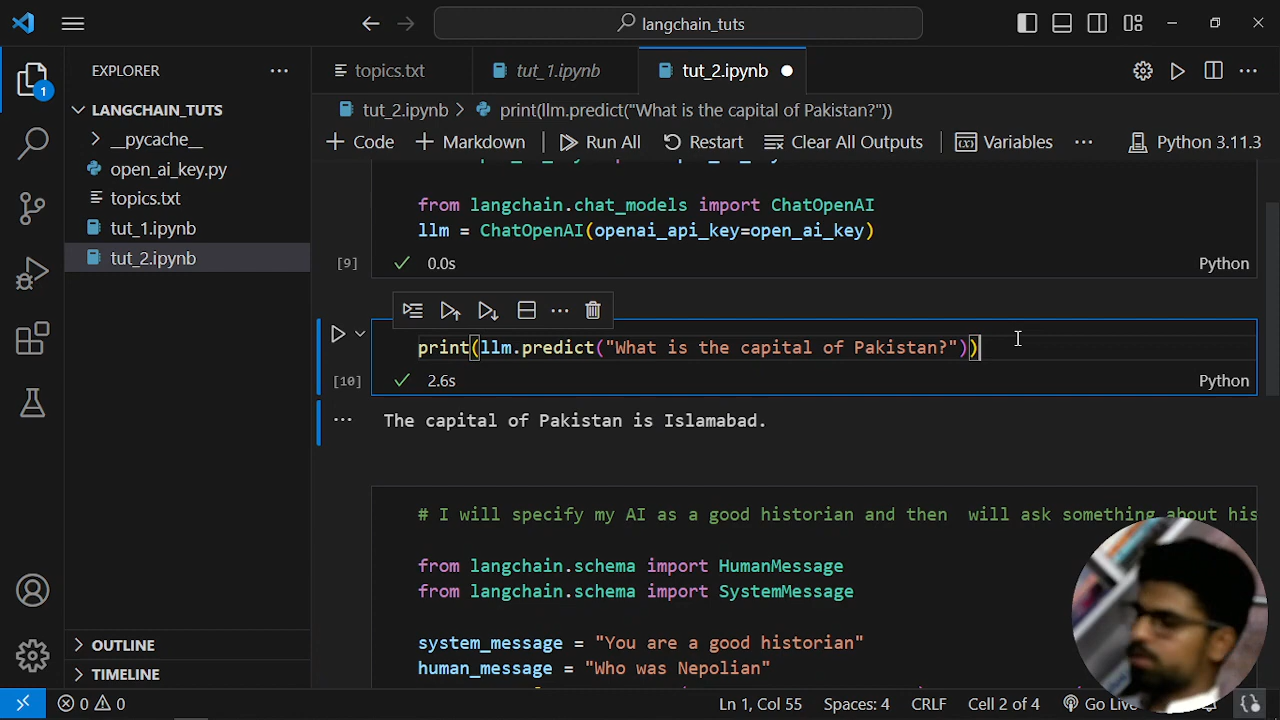 langchain_tuts
EXPLORER
topics.txt
tut_1.ipynb
tut_2.ipynb
LANGCHAIN_TUTS
__pycache__
open_ai_key.py
topics.txt
tut_1.ipynb
tut_2.ipynb
OUTLINE
TIMELINE
tut_2.ipynb > print(llm.predict("What is the capital of Pakistan?"))
+ Code + Markdown Run All Restart Clear All Outputs Variables ... Python 3.11.3
from langchain.chat_models import ChatOpenAI
llm = ChatOpenAI(openai_api_key=open_ai_key)
[9] 0.0s Python
print(llm.predict("What is the capital of Pakistan?"))
[10] 2.6s Python
The capital of Pakistan is Islamabad.
# I will specify my AI as a good historian and then  will ask something about his
from langchain.schema import HumanMessage
from langchain.schema import SystemMessage
system_message = "You are a good historian"
human_message = "Who was Nepolian"
1
0 0 Ln 1, Col 55 Spaces: 4 CRLF Cell 2 of 4 Go Live